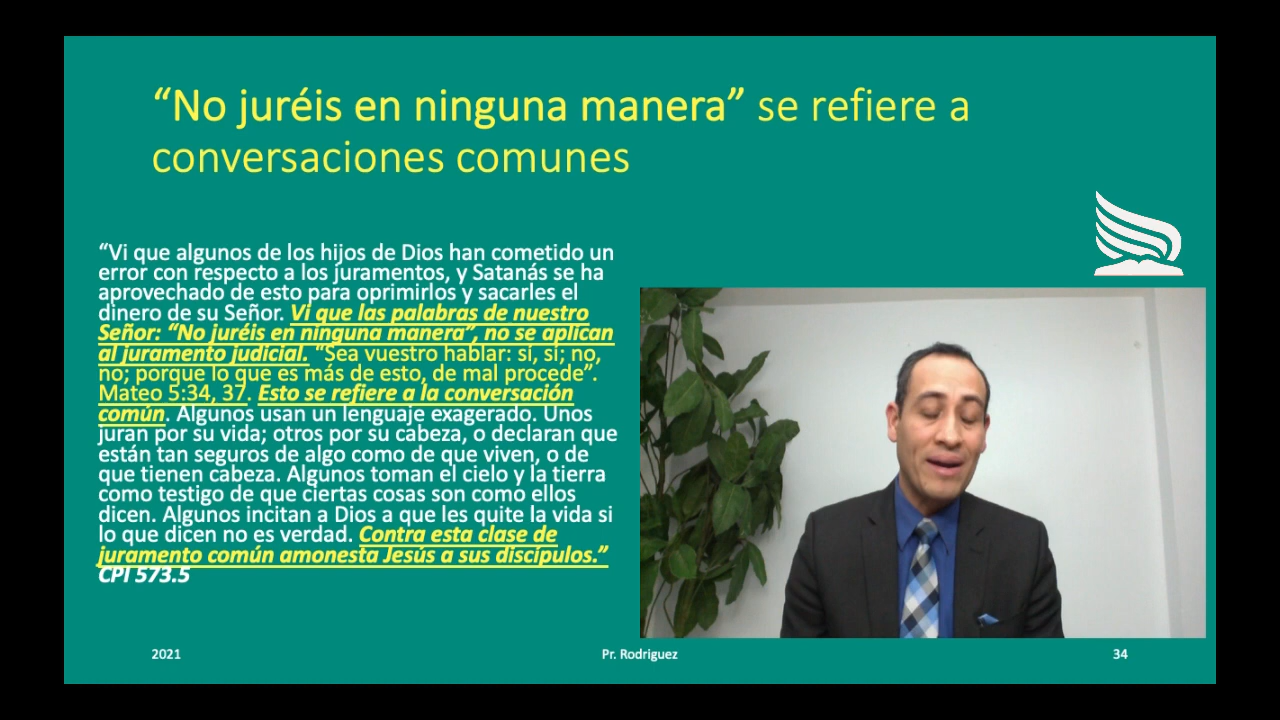 “No juréis en ninguna manera” se refiere a
conversaciones comunes
“Vi que algunos de los hijos de Dios han cometido un
error con respecto a los juramentos, y Satanás se ha
aprovechado de esto para oprimirlos y sacarles el
dinero de su Señor. Vi que las palabras de nuestro
Señor: “No juréis en ninguna manera”, no se aplican
al juramento judicial. “Sea vuestro hablar: sí, sí; no,
no; porque lo que es más de esto, de mal procede”.
Mateo 5:34, 37. Esto se refiere a la conversación
común. Algunos usan un lenguaje exagerado. Unos
juran por su vida; otros por su cabeza, o declaran que
están tan seguros de algo como de que viven, o de
que tienen cabeza. Algunos toman el cielo y la tierra
como testigo de que ciertas cosas son como ellos
dicen. Algunos incitan a Dios a que les quite la vida si
lo que dicen no es verdad. Contra esta clase de
juramento común amonesta Jesús a sus discípulos.”
CPI 573.5
2021
Pr. Rodriguez
34